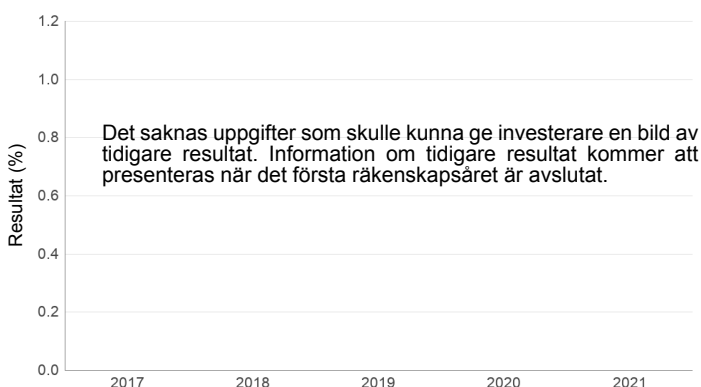 1.2
1.0
0.8
0.6
0.4
0.2
0.0
Resultat (%)
Det saknas uppgifter som skulle kunna ge investerare en bild av
tidigare resultat. Information om tidigare resultat kommer att
presenteras när det första räkenskapsåret är avslutat.
2017 2018 2019 2020 2021